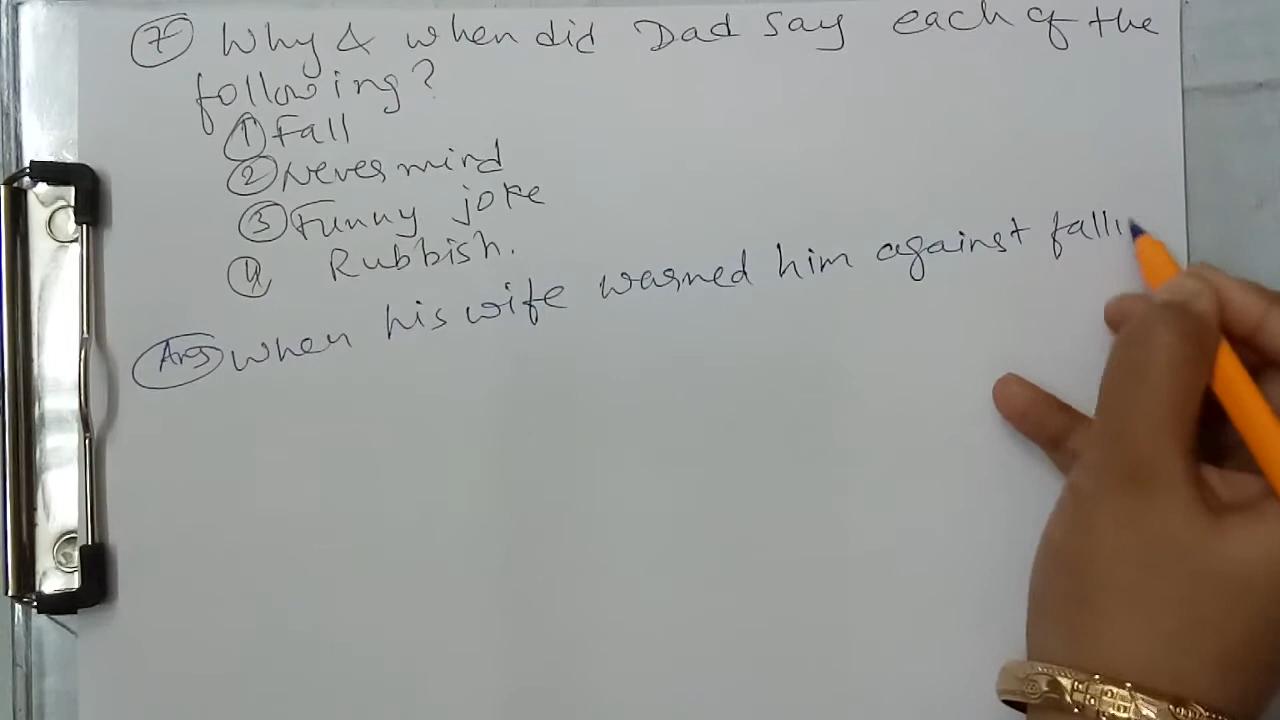 7 Why & when did Dad say each of the
following?
1 Fall
2 Never mind
3 Funny joke
4 Rubbish.
Ans When his wife warned him against falli